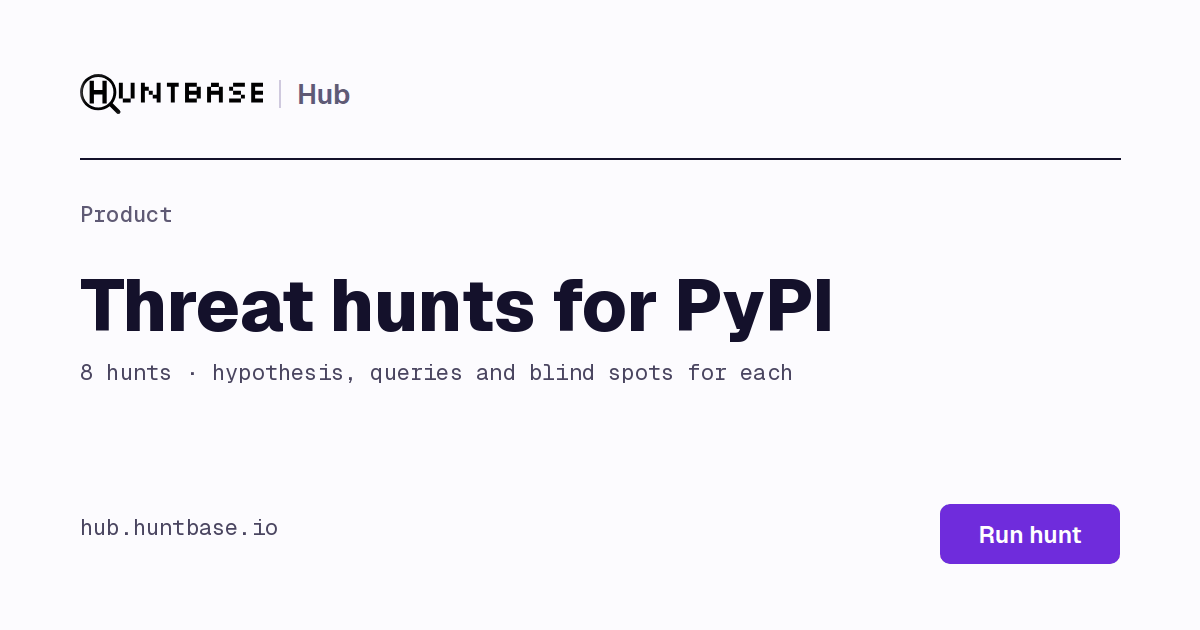 HUNTBASE | Hub
Product
Threat hunts for PyPI
8 hunts · hypothesis, queries and blind spots for each
hub.huntbase.io
Run hunt